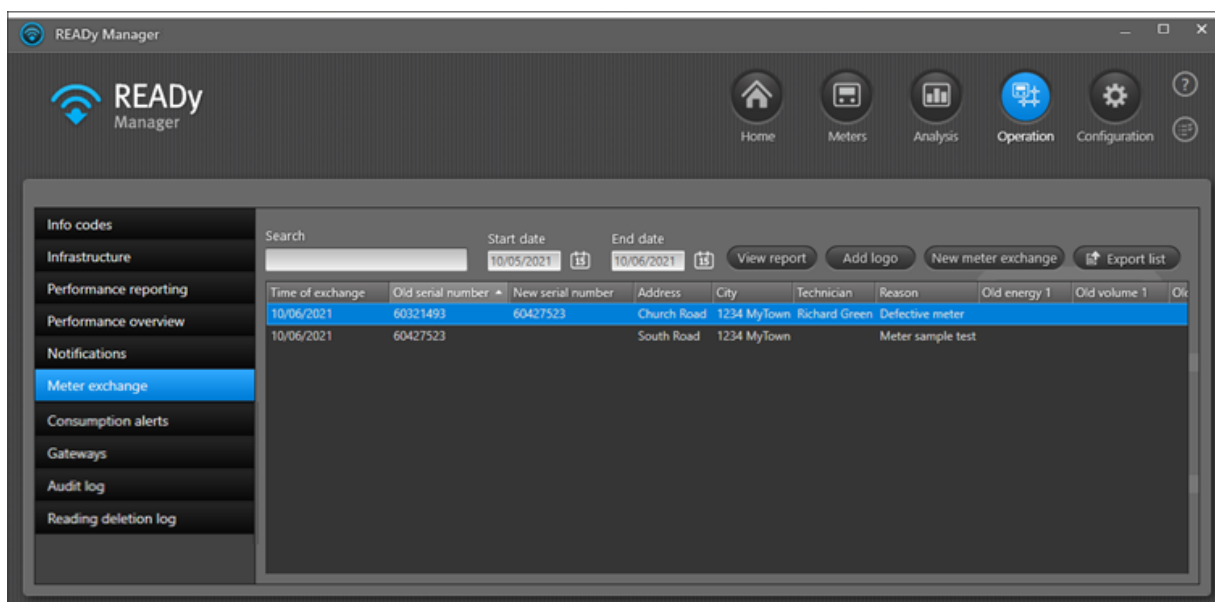 READy Manager
READy
Manager
Home Meters Analysis Operation Configuration
Info codes
Infrastructure
Performance reporting
Performance overview
Notifications
Meter exchange
Consumption alerts
Gateways
Audit log
Reading deletion log
Search Start date End date
10/05/2021 15 10/06/2021 15 View report Add logo New meter exchange Export list
Time of exchange Old serial number New serial number Address City Technician Reason Old energy 1 Old volume 1 Old
10/06/2021 60321493 60427523 Church Road 1234 MyTown Richard Green Defective meter
10/06/2021 60427523 South Road 1234 MyTown Meter sample test